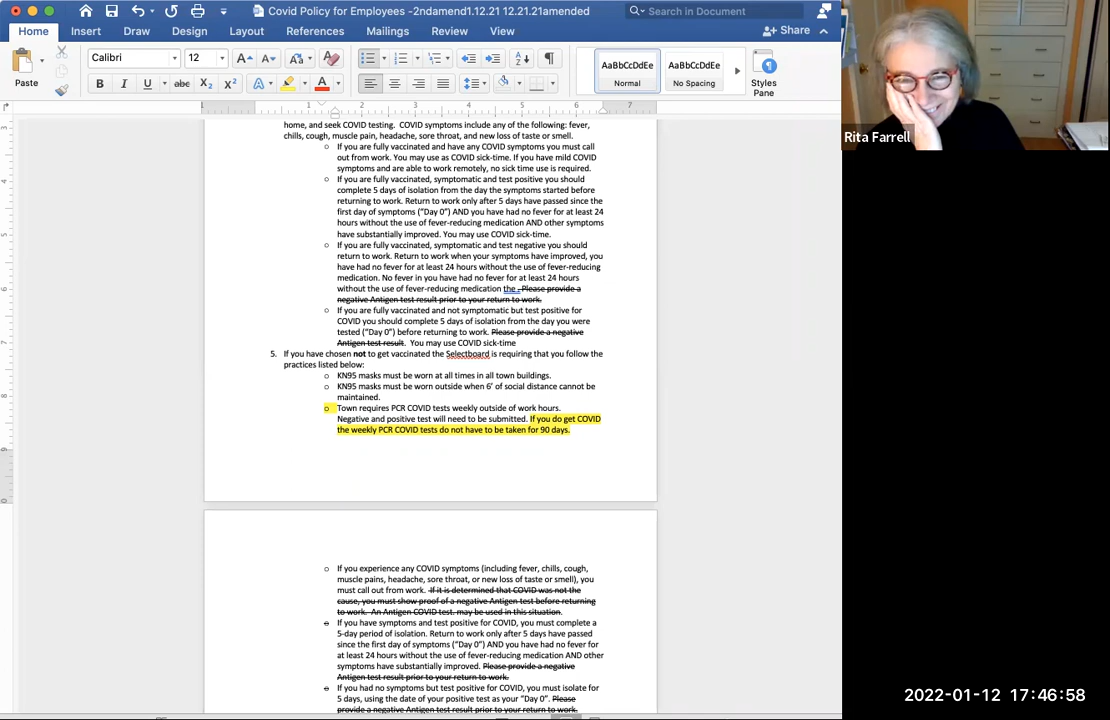 Covid Policy for Employees -2ndamend1.12.21 12.21.21amended
Search in Document
Home Insert Draw Design Layout References Mailings Review View
Share
Paste
Calibri 12
AaBbCcDdEe AaBbCcDdEe
Normal No Spacing
Styles
Pane
Rita Farrell
home, and seek COVID testing. COVID symptoms include any of the following: fever,
chills, cough, muscle pain, headache, sore throat, and new loss of taste or smell.
o If you are fully vaccinated and have any COVID symptoms you must call
out from work. You may use as COVID sick-time. If you have mild COVID
symptoms and are able to work remotely, no sick time use is required.
o If you are fully vaccinated, symptomatic and test positive you should
complete 5 days of isolation from the day the symptoms started before
returning to work. Return to work only after 5 days have passed since the
first day of symptoms ("Day 0") AND you have had no fever for at least 24
hours without the use of fever-reducing medication AND other symptoms
have substantially improved. You may use COVID sick-time.
o If you are fully vaccinated, symptomatic and test negative you should
return to work. Return to work when your symptoms have improved, you
have had no fever for at least 24 hours without the use of fever-reducing
medication. No fever in you have had no fever for at least 24 hours
without the use of fever-reducing medication the . Please provide a
negative Antigen test result prior to your return to work.
o If you are fully vaccinated and not symptomatic but test positive for
COVID you should complete 5 days of isolation from the day you were
tested ("Day 0") before returning to work. Please provide a negative
Antigen test result. You may use COVID sick-time
5. If you have chosen not to get vaccinated the Selectboard is requiring that you follow the
practices listed below:
o KN95 masks must be worn at all times in all town buildings.
o KN95 masks must be worn outside when 6' of social distance cannot be
maintained.
o Town requires PCR COVID tests weekly outside of work hours.
Negative and positive test will need to be submitted. If you do get COVID
the weekly PCR COVID tests do not have to be taken for 90 days.
o If you experience any COVID symptoms (including fever, chills, cough,
muscle pains, headache, sore throat, or new loss of taste or smell), you
must call out from work. If it is determined that COVID was not the
cause, you must show proof of a negative Antigen test before returning
to work. An Antigen COVID test. may be used in this situation.
o If you have symptoms and test positive for COVID, you must complete a
5-day period of isolation. Return to work only after 5 days have passed
since the first day of symptoms ("Day 0") AND you have had no fever for
at least 24 hours without the use of fever-reducing medication AND other
symptoms have substantially improved. Please provide a negative
Antigen test result prior to your return to work.
o If you had no symptoms but test positive for COVID, you must isolate for
5 days, using the date of your positive test as your "Day 0". Please
provide a negative Antigen test result prior to your return to work.
2022-01-12 17:46:58